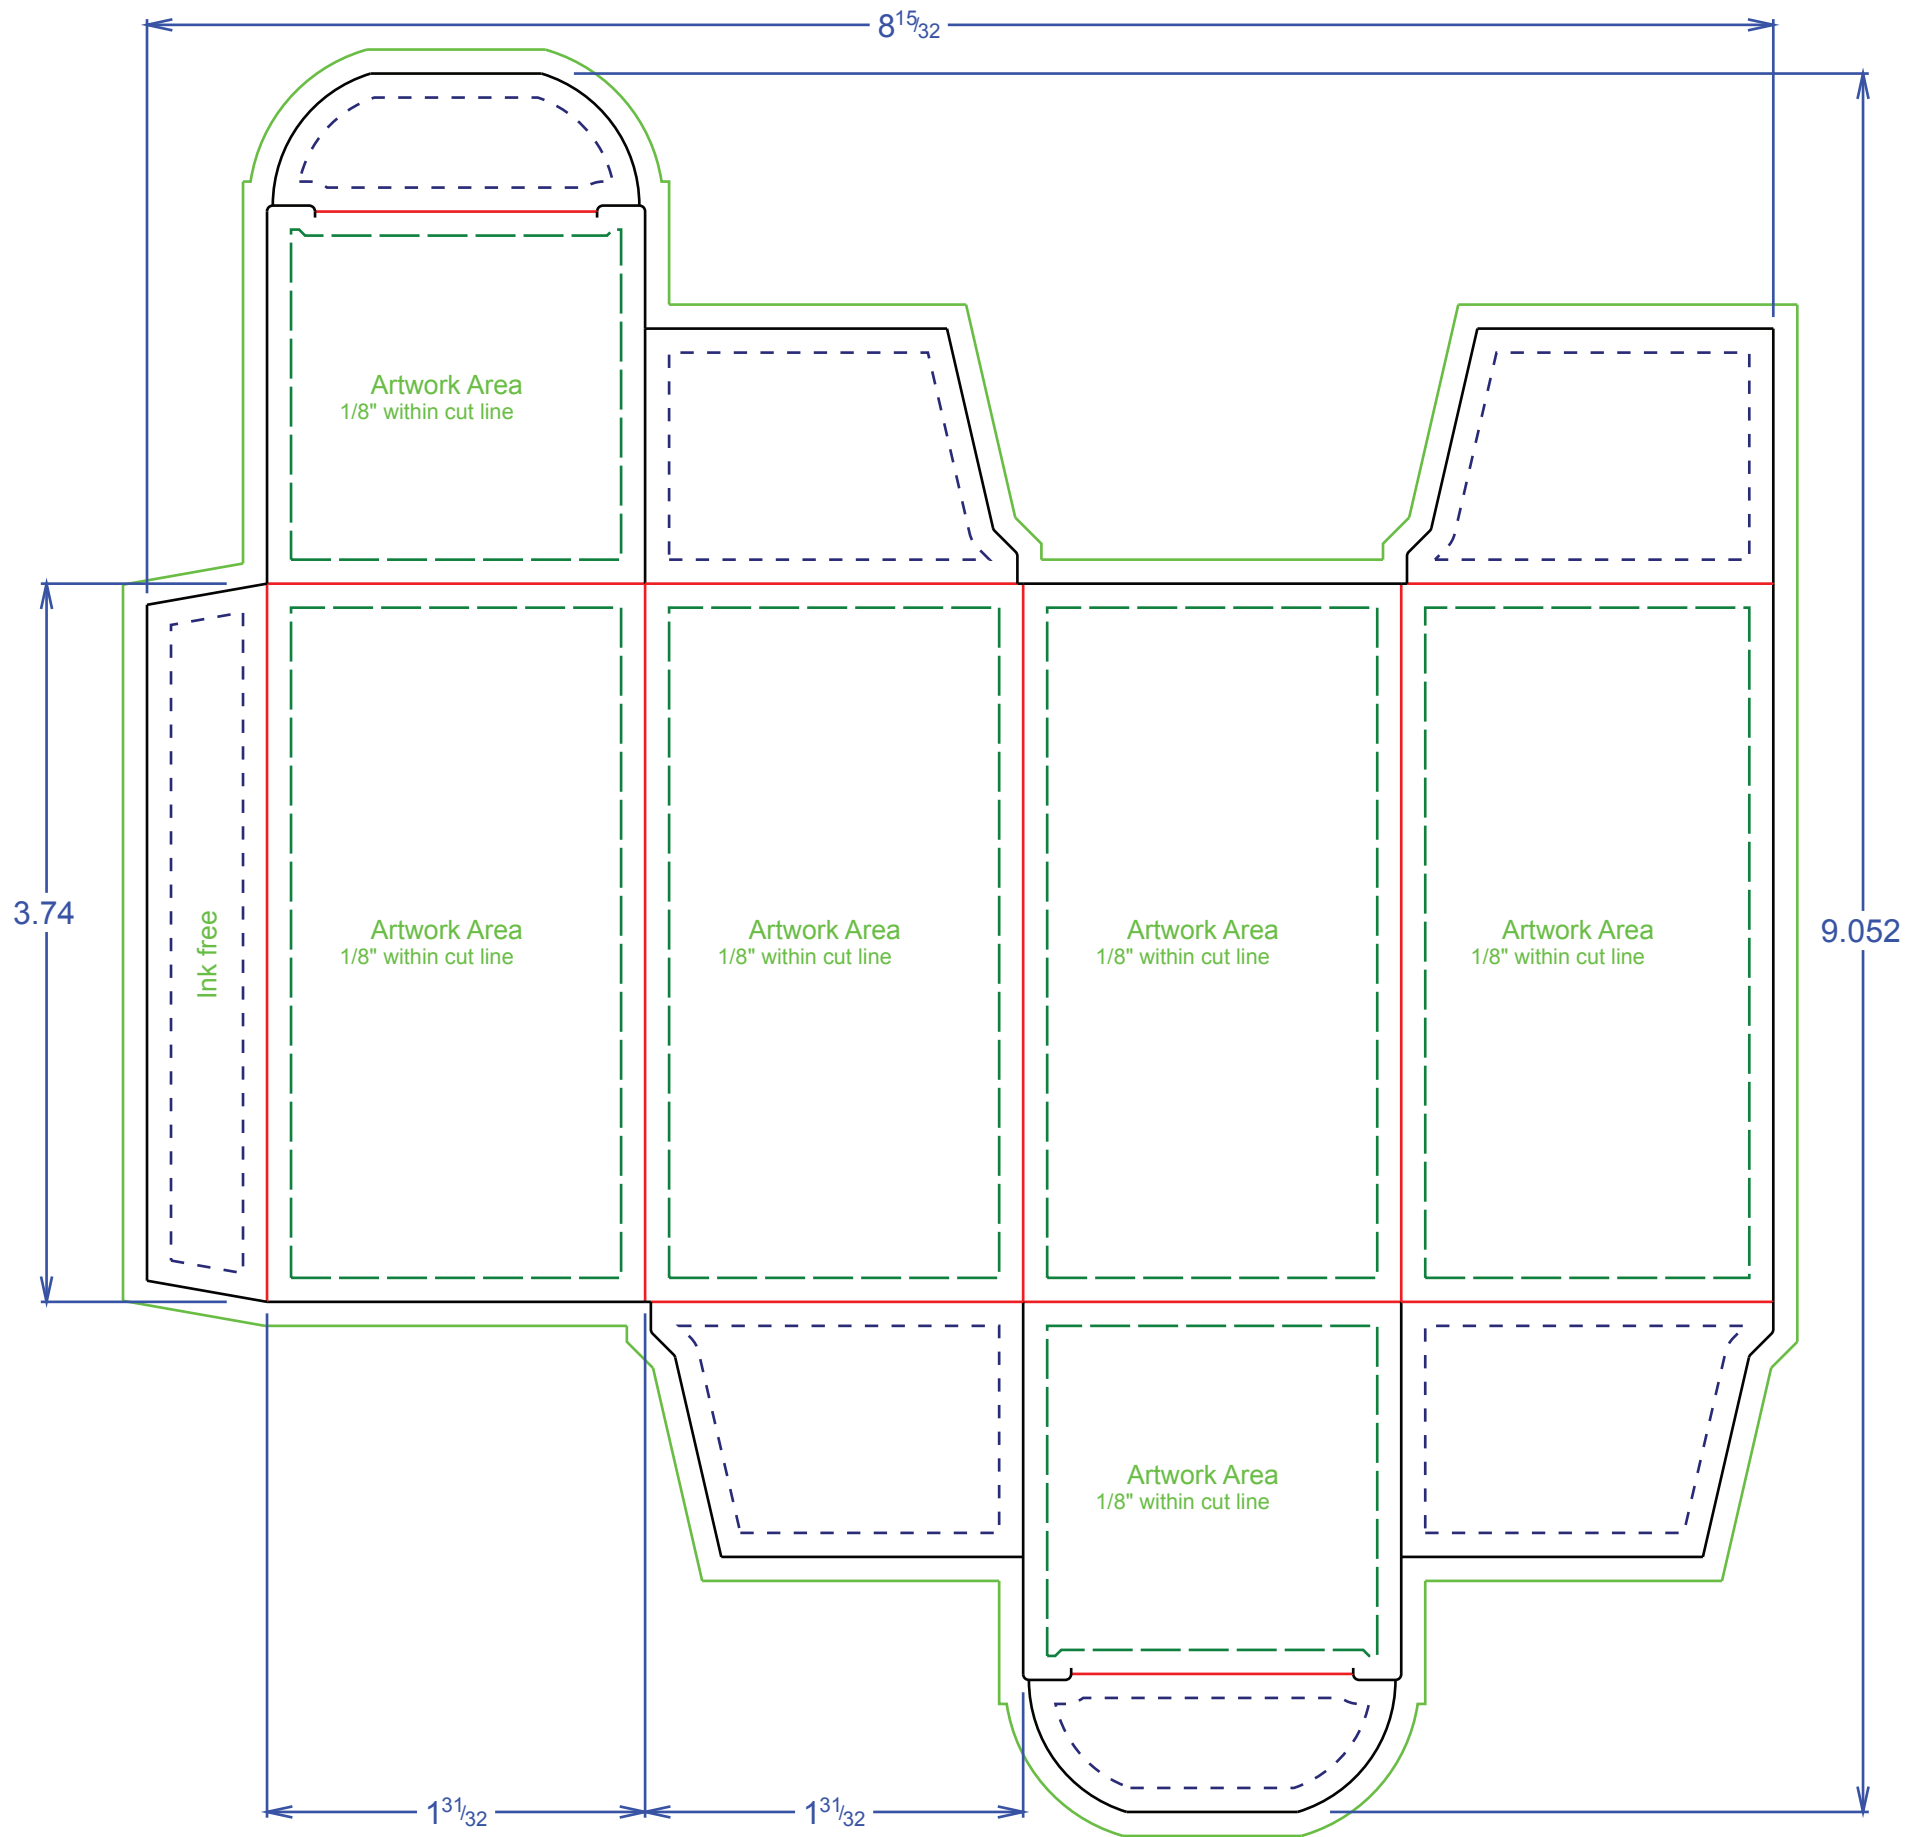 8 15/32
Artwork Area
1/8" within cut line
3.74
Ink free
Artwork Area
1/8" within cut line
Artwork Area
1/8" within cut line
Artwork Area
1/8" within cut line
Artwork Area
1/8" within cut line
9.052
Artwork Area
1/8" within cut line
1 31/32
1 31/32